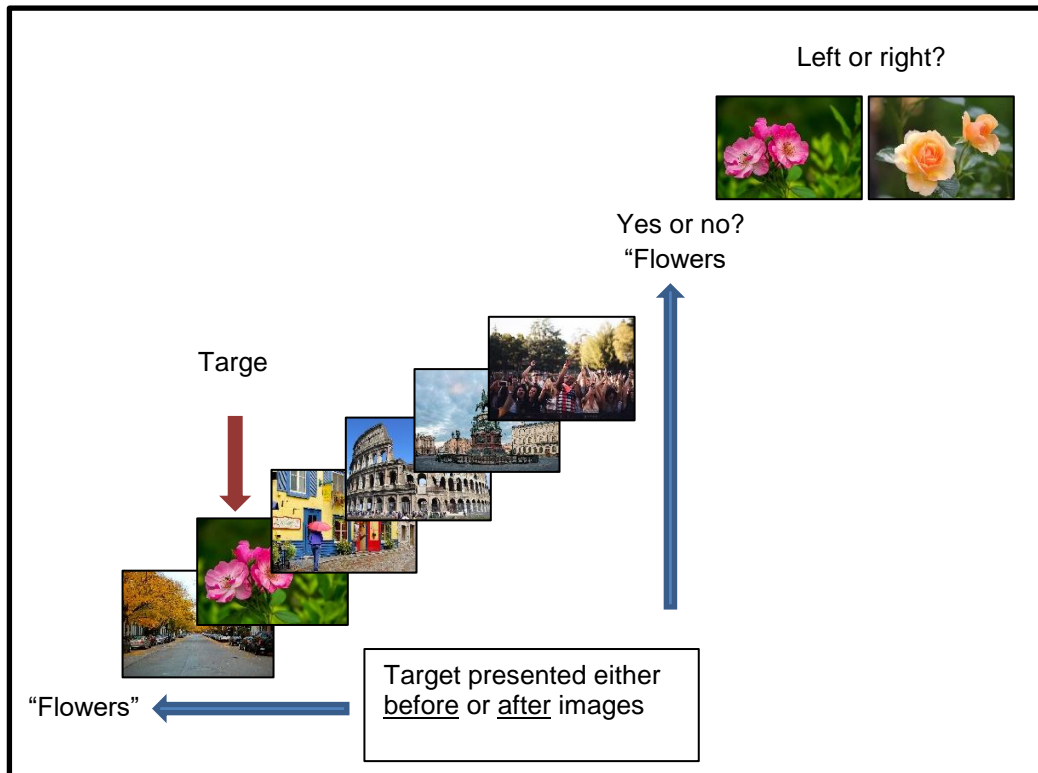 Left or right?
Yes or no?
“Flowers
Targe
“Flowers”
Target presented either
before or after images